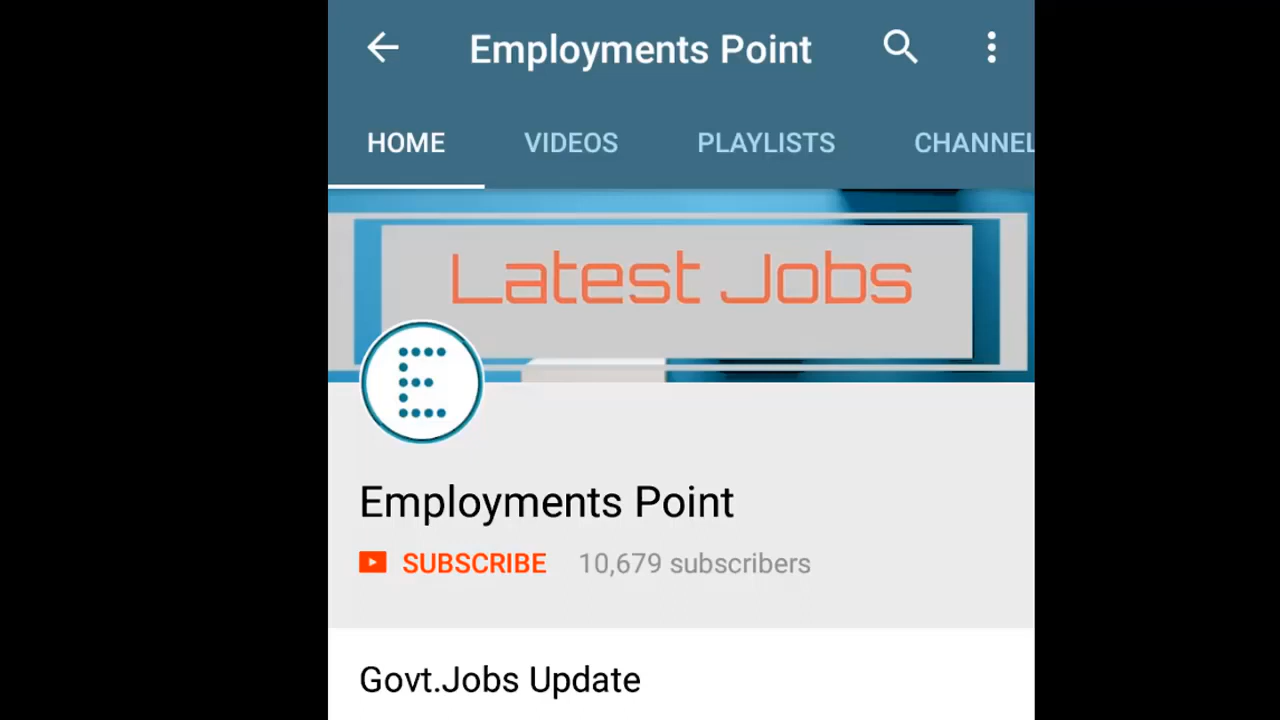 Employments Point
HOME VIDEOS PLAYLISTS CHANNEL
Latest Jobs
E
Employments Point
SUBSCRIBE 10,679 subscribers
Govt.Jobs Update